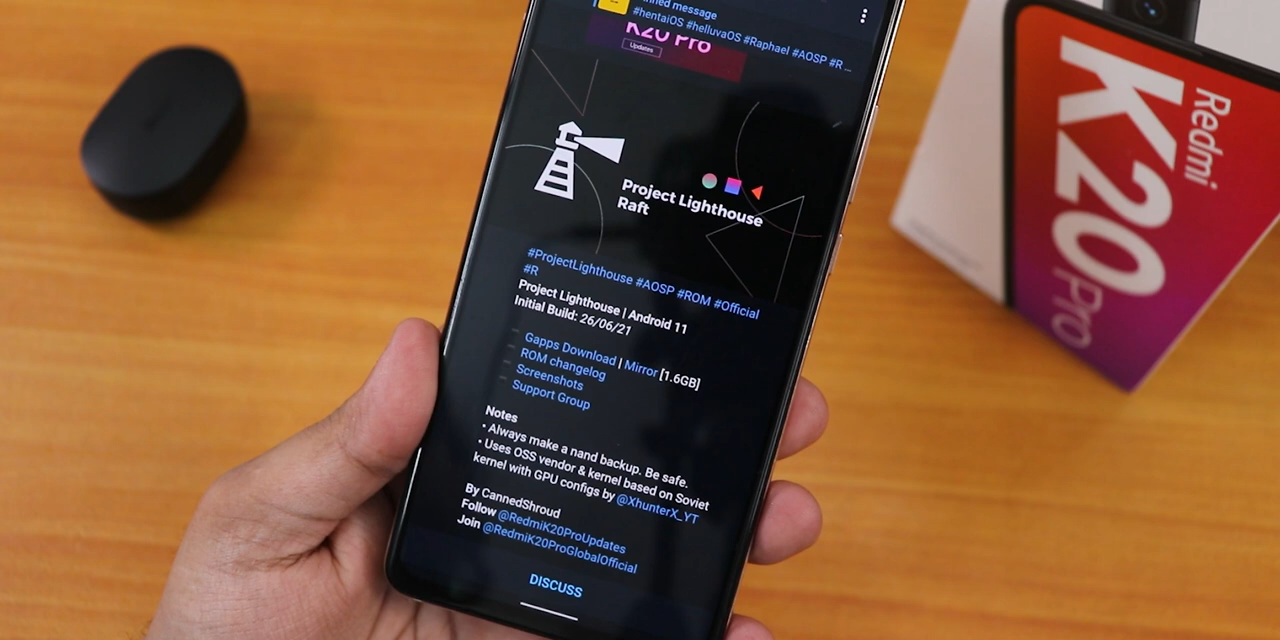 message
#hentaiOS #helluvaOS #Raphael #AOSP #R...
K20 Pro
Updates
Project Lighthouse
Raft
#ProjectLighthouse #AOSP #ROM #Official
#R
Project Lighthouse | Android 11
Initial Build: 26/06/21
Gapps Download | Mirror [1.6GB]
ROM changelog
Screenshots
Support Group
Notes
• Always make a nand backup. Be safe.
• Uses OSS vendor & kernel based on Soviet
kernel with GPU configs by @XhunterX_YT
By CannedShroud
Follow @RedmiK20ProUpdates
Join @RedmiK20ProGlobalOfficial
DISCUSS
Redmi
K20 Pro